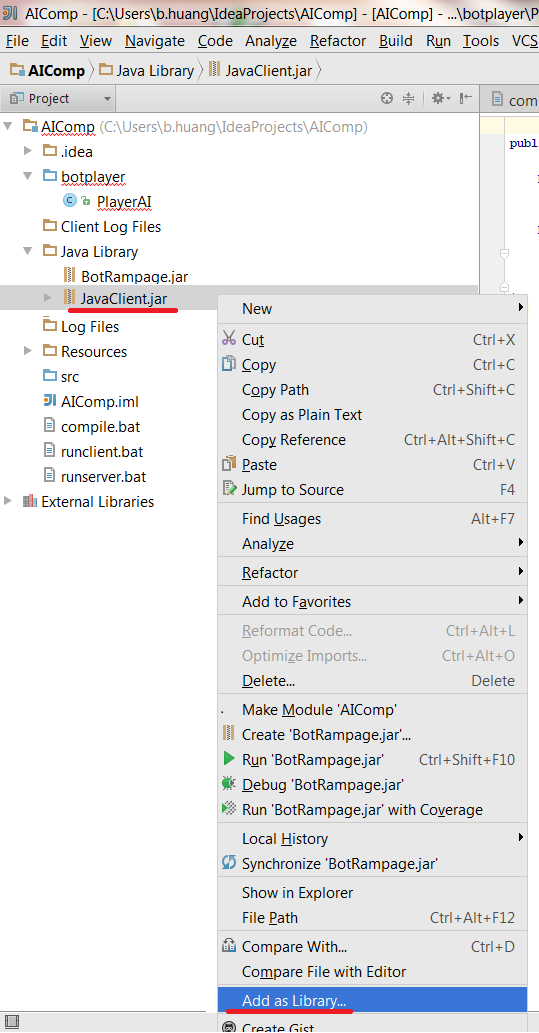 AIComp - [C:\Users\b.huang\IdeaProjects\AIComp] - [AIComp] - ...\botplayer\P
File Edit View Navigate Code Analyze Refactor Build Run Tools VCS
AIComp Java Library JavaClient.jar
Project
com
AIComp (C:\Users\b.huang\IdeaProjects\AIComp)
publ
.idea
botplayer
PlayerAI
Client Log Files
Java Library
BotRampage.jar
JavaClient.jar
Log Files
Resources
src
AIComp.iml
compile.bat
runclient.bat
runserver.bat
External Libraries
New
Cut Ctrl+X
Copy Ctrl+C
Copy Path Ctrl+Shift+C
Copy as Plain Text
Copy Reference Ctrl+Alt+Shift+C
Paste Ctrl+V
Jump to Source F4
Find Usages Alt+F7
Analyze
Refactor
Add to Favorites
Reformat Code... Ctrl+Alt+L
Optimize Imports... Ctrl+Alt+O
Delete... Delete
Make Module 'AIComp'
Create 'BotRampage.jar'...
Run 'BotRampage.jar' Ctrl+Shift+F10
Debug 'BotRampage.jar'
Run 'BotRampage.jar' with Coverage
Local History
Synchronize 'BotRampage.jar'
Show in Explorer
File Path Ctrl+Alt+F12
Compare With... Ctrl+D
Compare File with Editor
Add as Library...
Create Gist